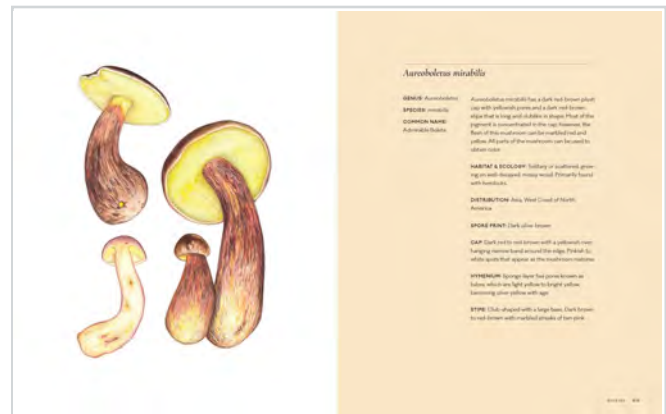 Aureoboletus mirabilis
GENUS: Aureoboletus
SPECIES: mirabilis
COMMON NAME:
Admirable Bolete
Aureoboletus mirabilis has a dark red-brown pileus
cap with yellowish pores and a dark red-brown
stipe that is long and clublike in shape. Most of the
pigment is concentrated in the cap; however, the
flesh of this mushroom can be marbled red and
yellow. All parts of the mushroom can be used to
obtain color.
HABITAT & ECOLOGY: Solitary or scattered, grow-
ing on well-decayed, mossy wood. Primarily found
with hemlocks.
DISTRIBUTION: Asia, West Coast of North
America
SPORE PRINT: Dark olive-brown
CAP: Dark red to red-brown with a yellowish over-
hanging narrow band around the edge. Pinkish to
white spots that appear as the mushroom matures
HYMENIUM: Sponge layer has pores known as
tubes, which are light yellow to bright yellow
becoming olive-yellow with age
STIPE: Club-shaped with a large base. Dark brown
to red-brown with marbled streaks of tan-pink